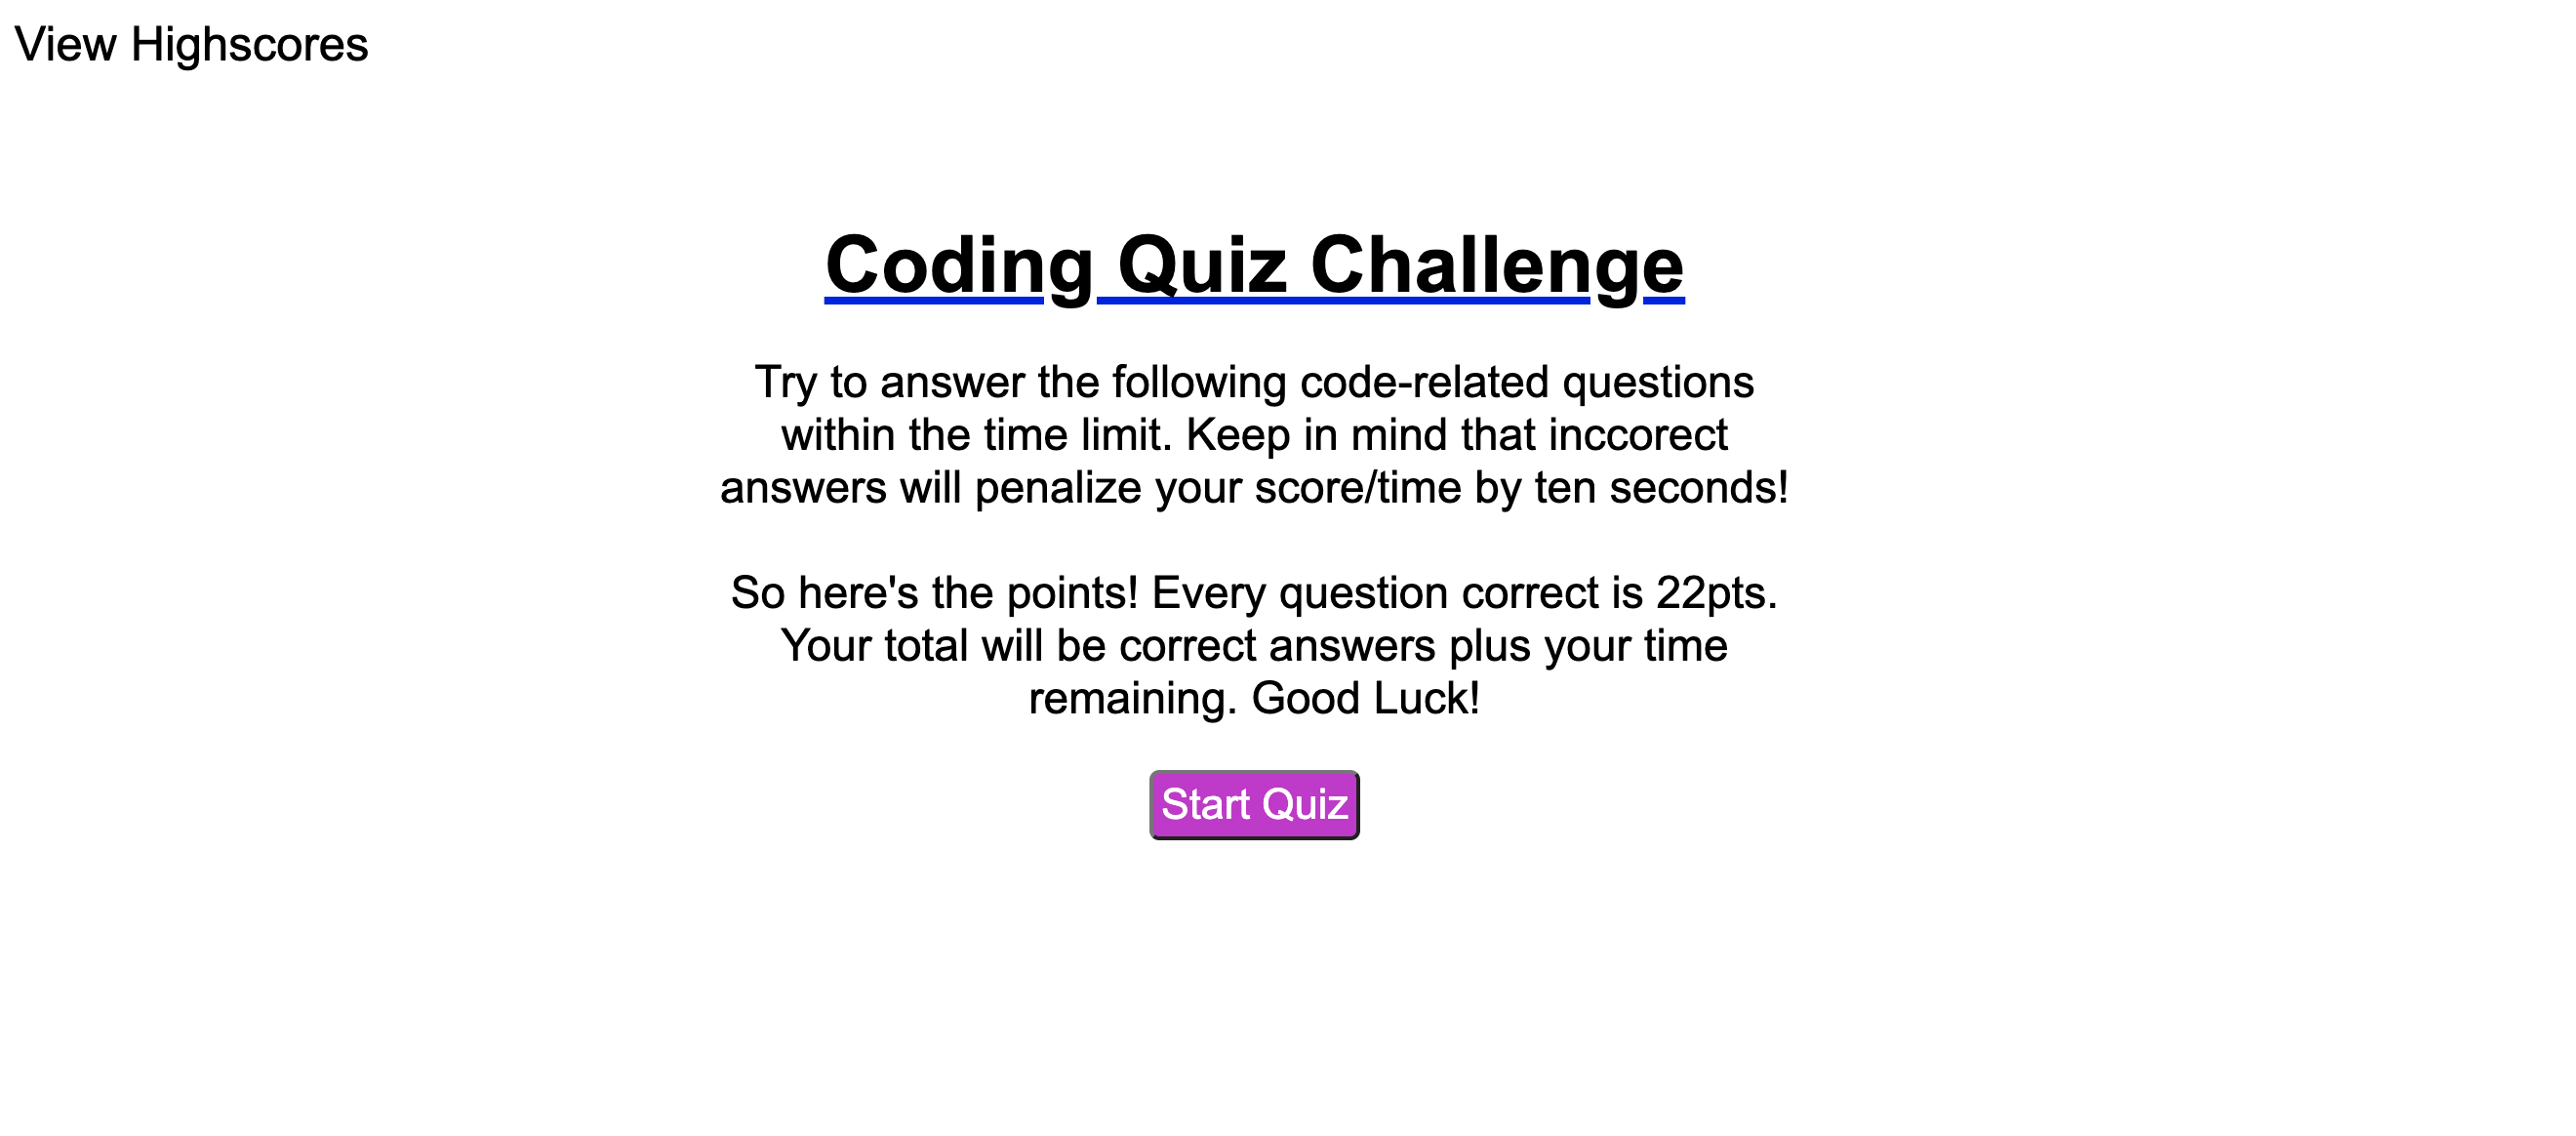 View Highscores
Coding Quiz Challenge
Try to answer the following code-related questions
within the time limit. Keep in mind that inccorect
answers will penalize your score/time by ten seconds!
So here's the points! Every question correct is 22pts.
Your total will be correct answers plus your time
remaining. Good Luck!
Start Quiz